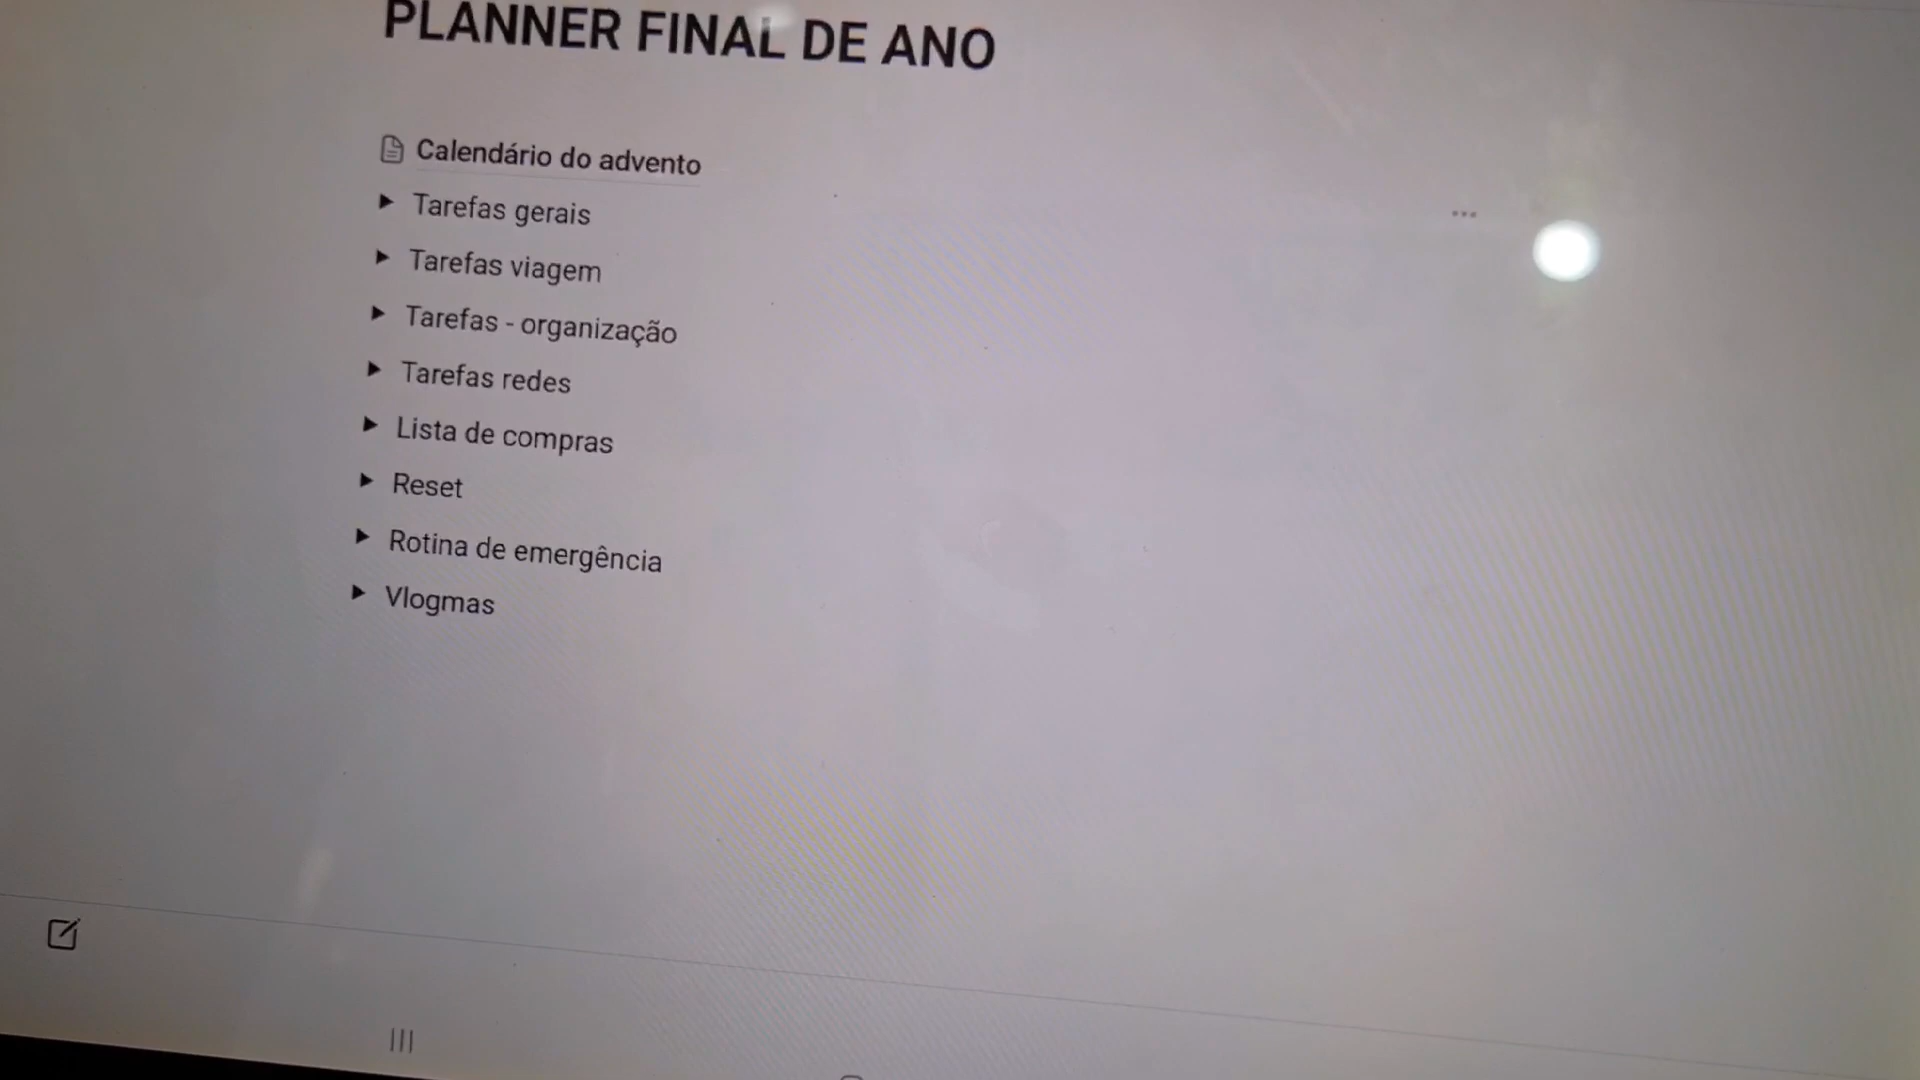 PLANNER FINAL DE ANO
Calendário do advento
Tarefas gerais
Tarefas viagem
Tarefas - organização
Tarefas redes
Lista de compras
Reset
Rotina de emergência
Vlogmas